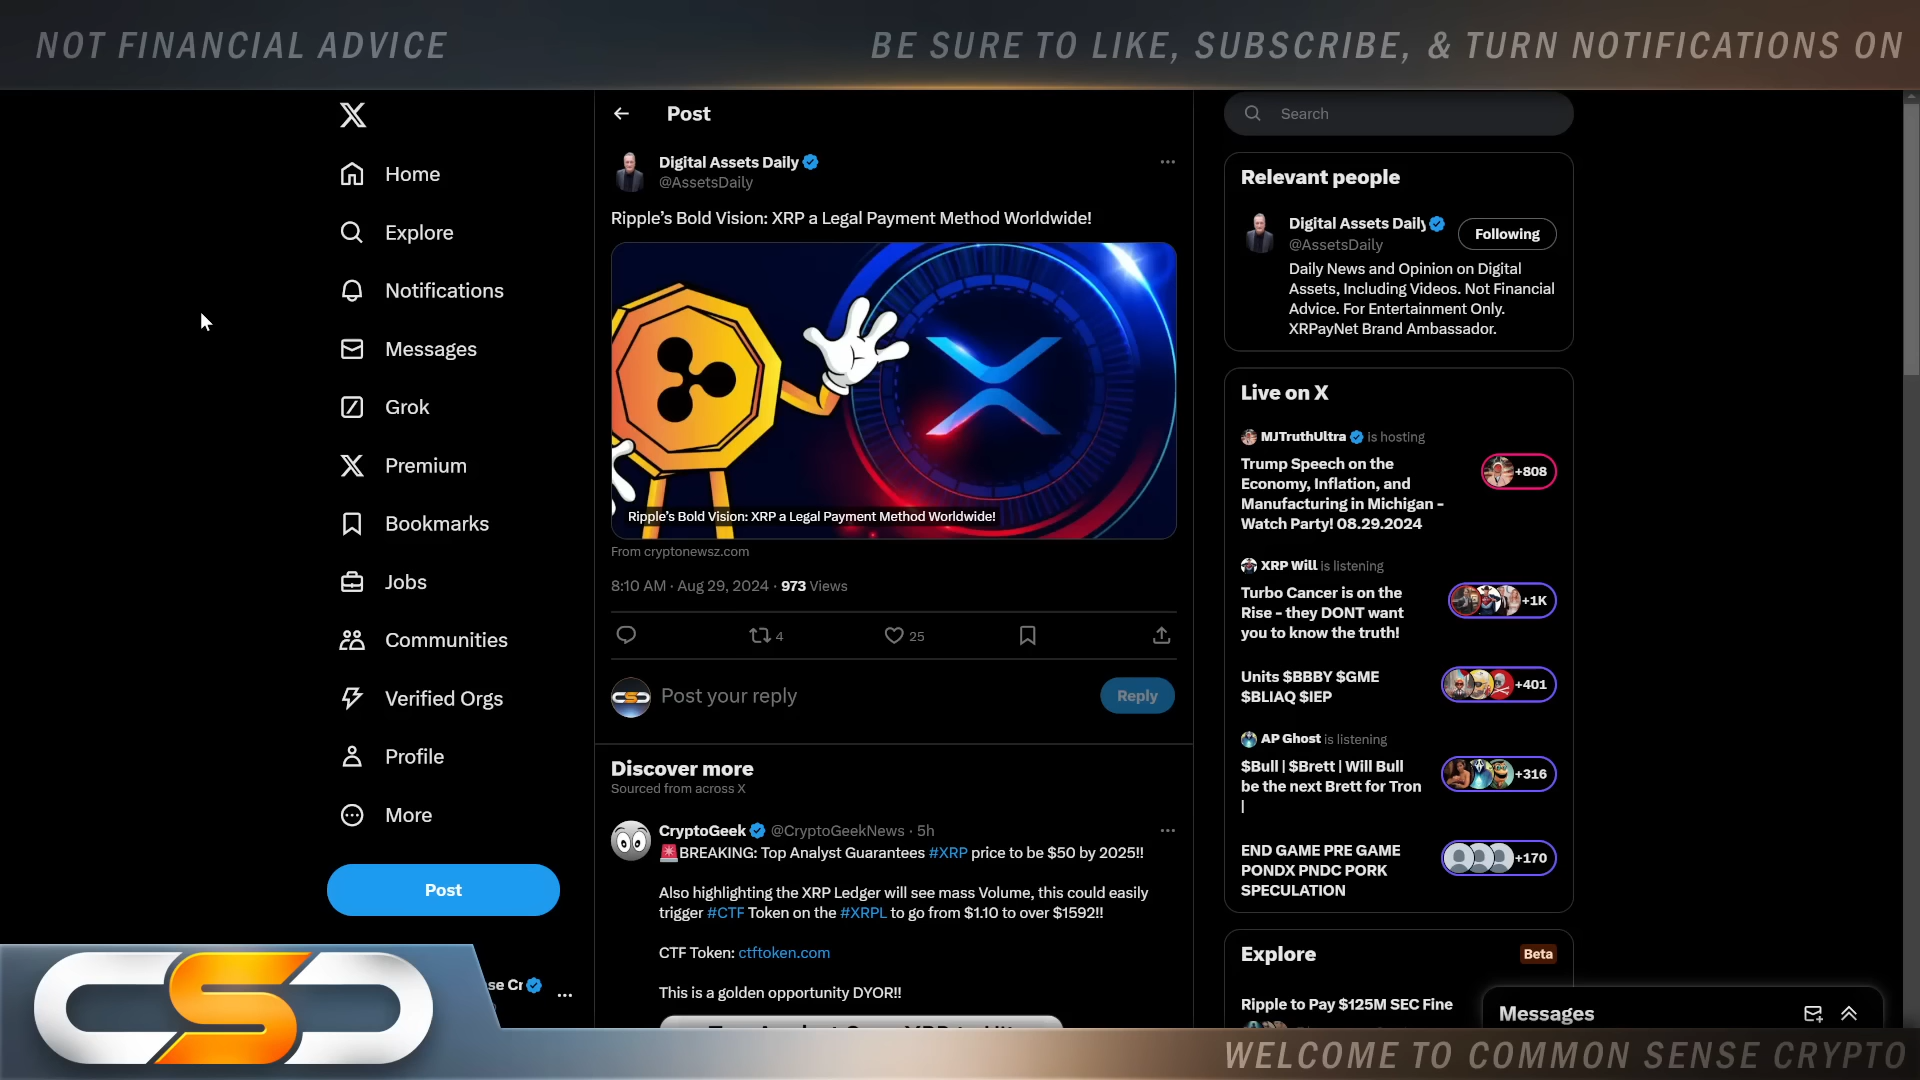 NOT FINANCIAL ADVICE
BE SURE TO LIKE, SUBSCRIBE, & TURN NOTIFICATIONS ON
Home
Explore
Notifications
Messages
Grok
Premium
Bookmarks
Jobs
Communities
Verified Orgs
Profile
More
Post
se Cr
Post
Digital Assets Daily
@AssetsDaily
Ripple’s Bold Vision: XRP a Legal Payment Method Worldwide!
Ripple’s Bold Vision: XRP a Legal Payment Method Worldwide!
From cryptonewsz.com
8:10 AM · Aug 29, 2024 · 973 Views
4
25
Post your reply
Reply
Discover more
Sourced from across X
CryptoGeek @CryptoGeekNews · 5h
BREAKING: Top Analyst Guarantees #XRP price to be $50 by 2025!!
Also highlighting the XRP Ledger will see mass Volume, this could easily
trigger #CTF Token on the #XRPL to go from $1.10 to over $1592!!
CTF Token: ctftoken.com
This is a golden opportunity DYOR!!
Search
Relevant people
Digital Assets Daily
@AssetsDaily
Following
Daily News and Opinion on Digital
Assets, Including Videos. Not Financial
Advice. For Entertainment Only.
XRPayNet Brand Ambassador.
Live on X
MJTruthUltra is hosting
Trump Speech on the
Economy, Inflation, and
Manufacturing in Michigan -
Watch Party! 08.29.2024
+808
XRP Will is listening
Turbo Cancer is on the
Rise - they DONT want
you to know the truth!
+1K
Units $BBBY $GME
$BLIAQ $IEP
+401
AP Ghost is listening
$Bull | $Brett | Will Bull
be the next Brett for Tron
|
+316
END GAME PRE GAME
PONDX PNDC PORK
SPECULATION
+170
Explore
Beta
Ripple to Pay $125M SEC Fine
Messages
CSC
WELCOME TO COMMON SENSE CRYPTO